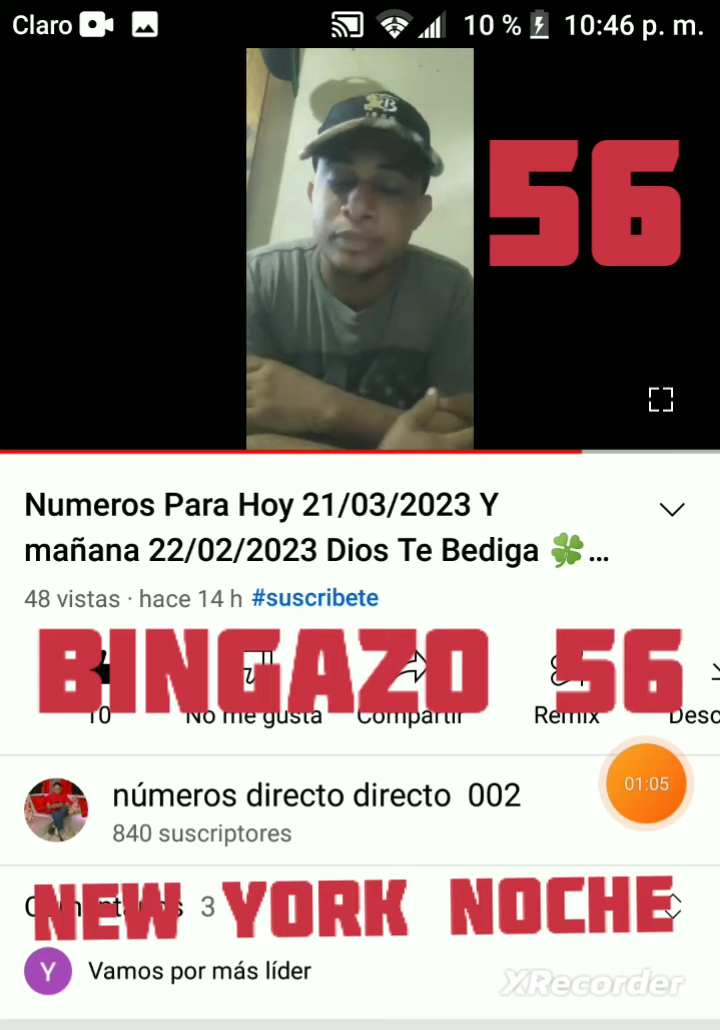 Claro 10 % 10:46 p. m.
56
Numeros Para Hoy 21/03/2023 Y
mañana 22/02/2023 Dios Te Bediga 🍀...
48 vistas · hace 14 h #suscribete
BINGAZO 56
10 No me gusta Compartir Remix Desc
números directo directo 002
01:05
840 suscriptores
Comentarios 3
NEW YORK NOCHE
Y Vamos por más líder
XRecorder